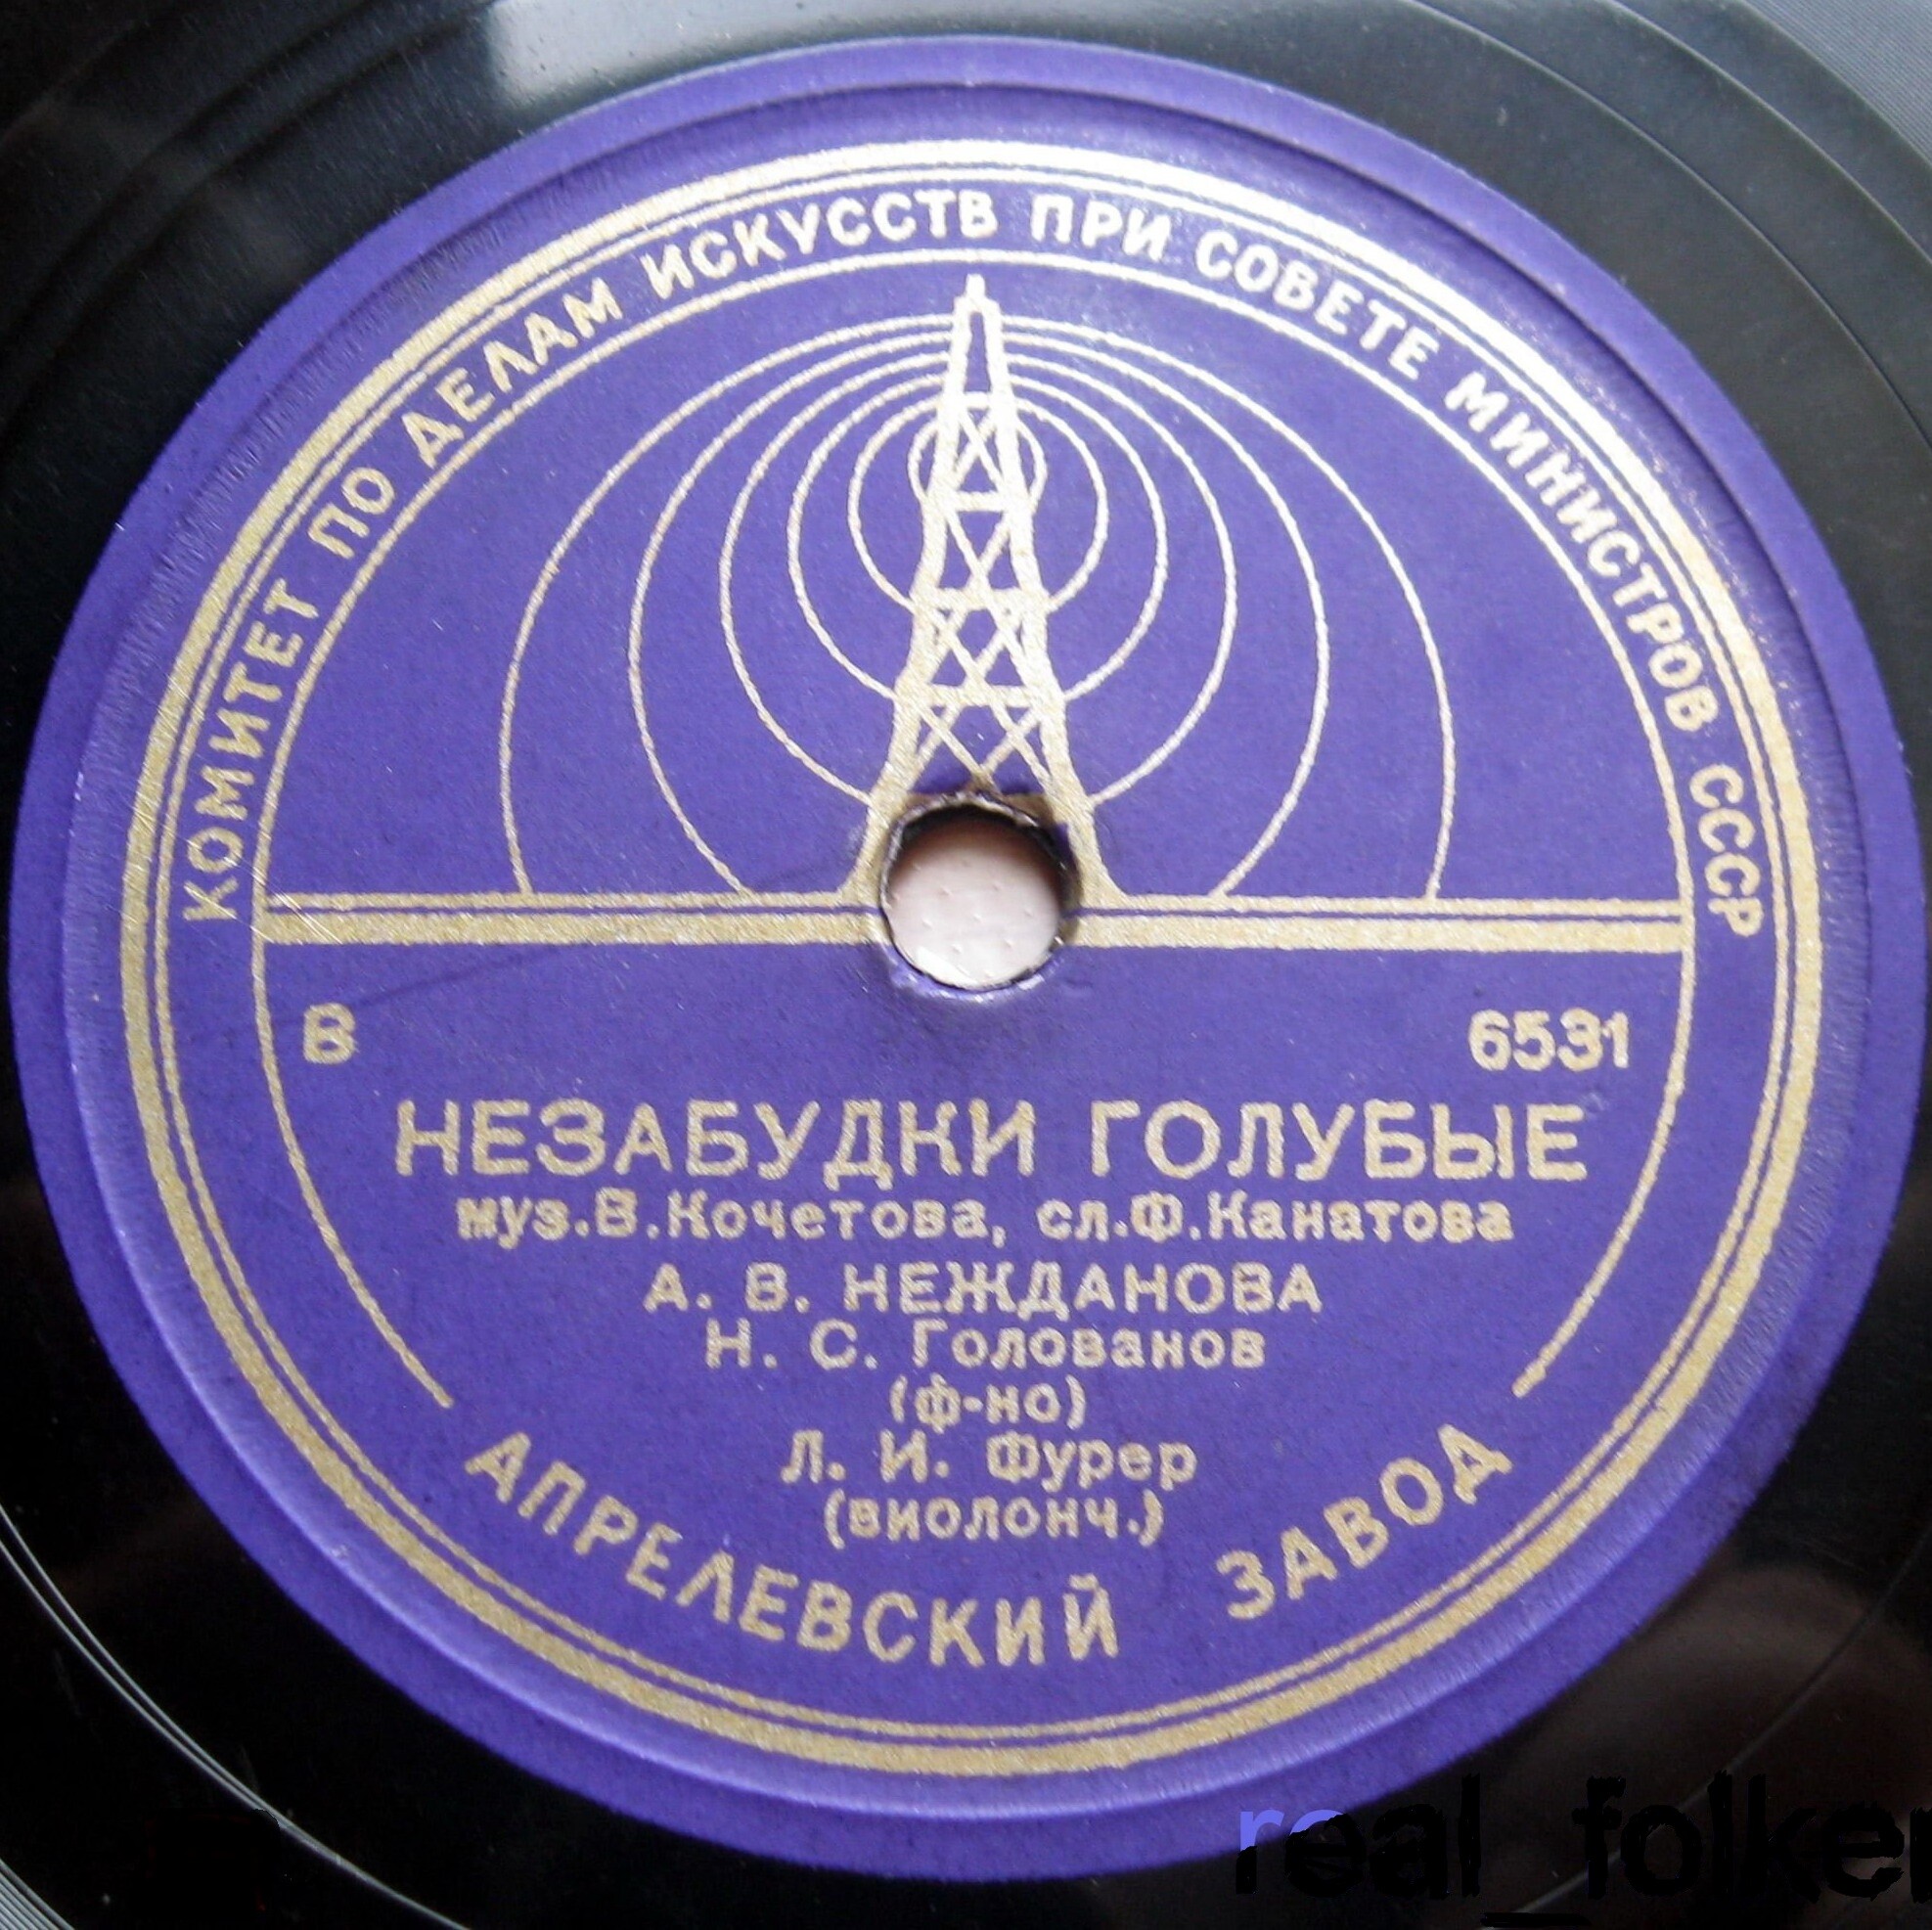 КОМИТЕТ ПО ДЕЛАМ ИСКУССТВ ПРИ СОВЕТЕ МИНИСТРОВ СССР
В 6531
НЕЗАБУДКИ ГОЛУБЫЕ
муз.В.Кочетова, сл.Ф.Канатова
А. В. НЕЖДАНОВА
Н. С. Голованов
(ф-но)
Л. И. Фурер
(виолонч.)
АПРЕЛЕВСКИЙ ЗАВОД
real_folker